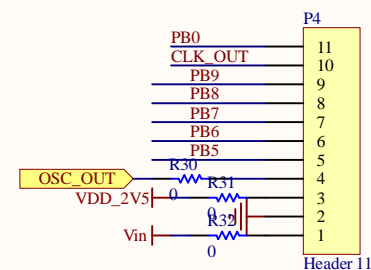 P4
PB0
11
CLK_OUT
10
PB9
9
PB8
8
PB7
7
PB6
6
PB5
5
R30
OSC_OUT
4
0
R31
VDD_2V5
3
0
2
R32
Vin
1
0
Header 11